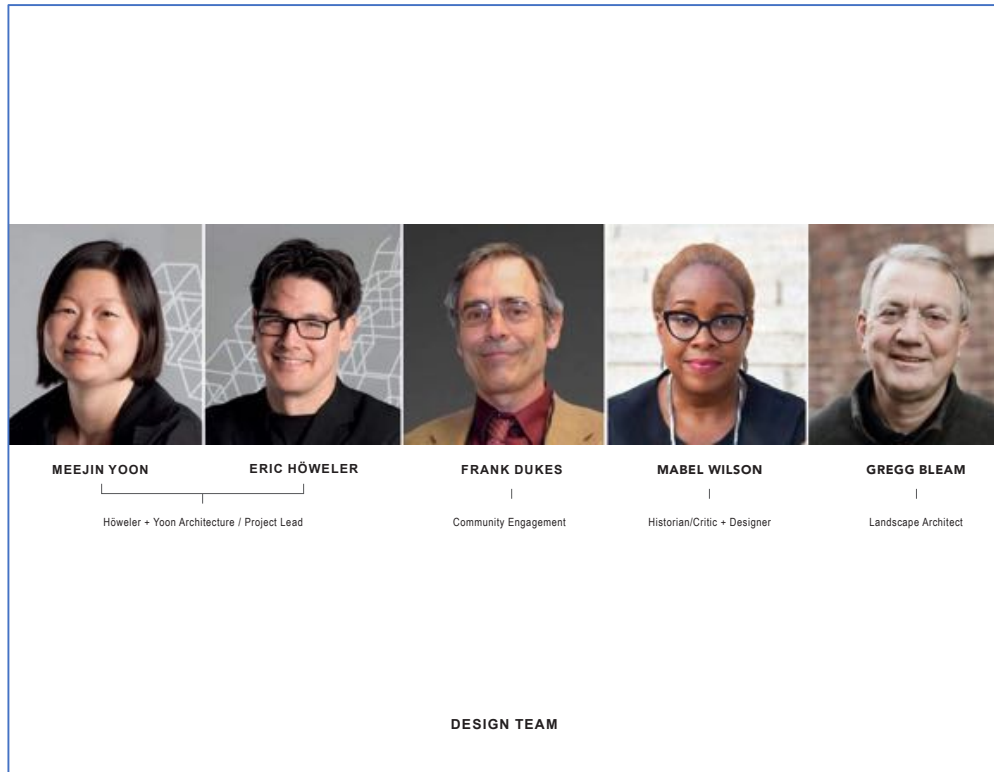 MEEJIN YOON
ERIC HÖWELER
FRANK DUKES
MABEL WILSON
GREGG BLEAM
Höweler + Yoon Architecture / Project Lead
Community Engagement
Historian/Critic + Designer
Landscape Architect
DESIGN TEAM